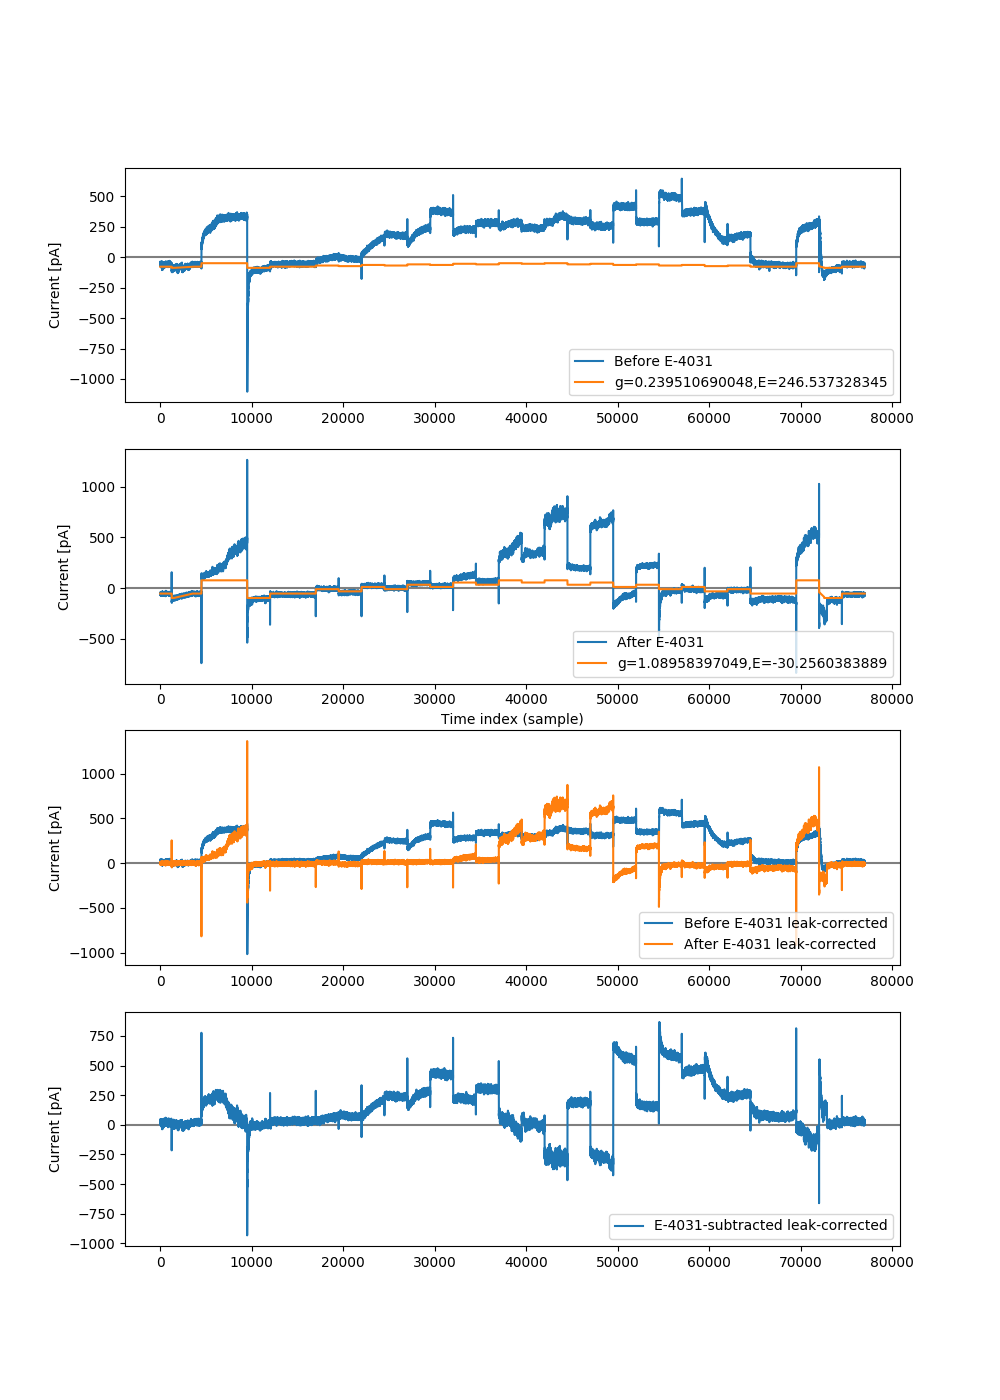 500
250
0
−250
−500
−750
−1000
Current [pA]
Before E-4031
g=0.239510690048,E=246.537328345
0 10000 20000 30000 40000 50000 60000 70000 80000
1000
500
0
−500
Current [pA]
After E-4031
g=1.08958397049,E=-30.2560383889
0 10000 20000 30000 40000 50000 60000 70000 80000
Time index (sample)
1000
500
0
−500
−1000
Current [pA]
Before E-4031 leak-corrected
After E-4031 leak-corrected
0 10000 20000 30000 40000 50000 60000 70000 80000
750
500
250
0
−250
−500
−750
−1000
Current [pA]
E-4031-subtracted leak-corrected
0 10000 20000 30000 40000 50000 60000 70000 80000